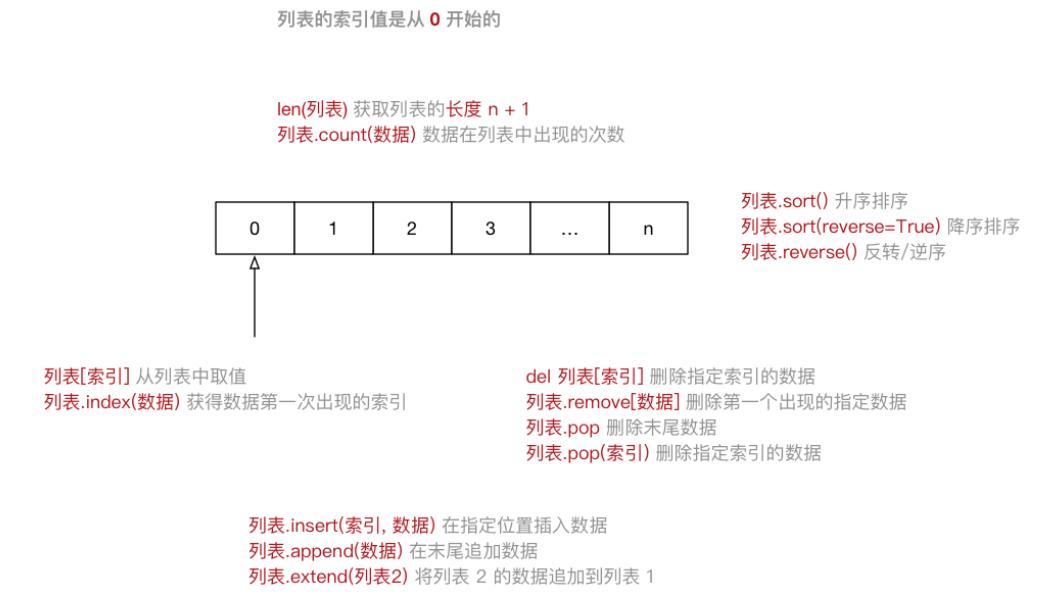 列表的索引值是从 0 开始的
len(列表) 获取列表的长度 n + 1
列表.count(数据) 数据在列表中出现的次数
0 1 2 3 ... n
列表.sort() 升序排序
列表.sort(reverse=True) 降序排序
列表.reverse() 反转/逆序
列表[索引] 从列表中取值
列表.index(数据) 获得数据第一次出现的索引
del 列表[索引] 删除指定索引的数据
列表.remove[数据] 删除第一个出现的指定数据
列表.pop 删除末尾数据
列表.pop(索引) 删除指定索引的数据
列表.insert(索引, 数据) 在指定位置插入数据
列表.append(数据) 在末尾追加数据
列表.extend(列表2) 将列表 2 的数据追加到列表 1